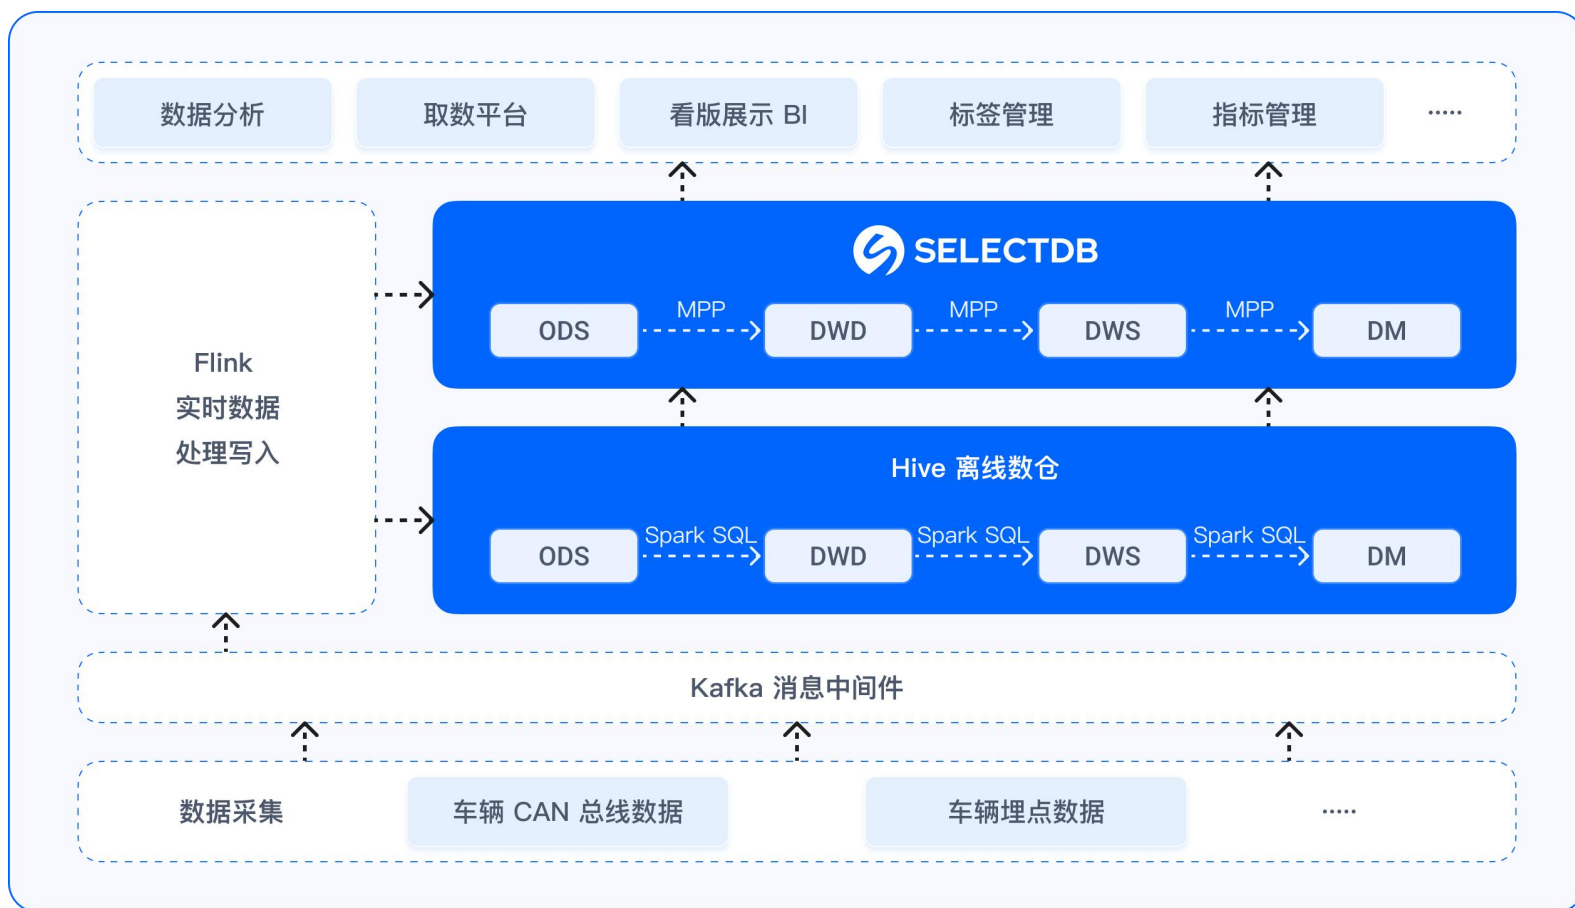 数据分析
取数平台
看版展示 BI
标签管理
指标管理
·····
SELECTDB
ODS
MPP
DWD
MPP
DWS
MPP
DM
Flink
实时数据
处理写入
Hive 离线数仓
ODS
Spark SQL
DWD
Spark SQL
DWS
Spark SQL
DM
Kafka 消息中间件
数据采集
车辆 CAN 总线数据
车辆埋点数据
·····